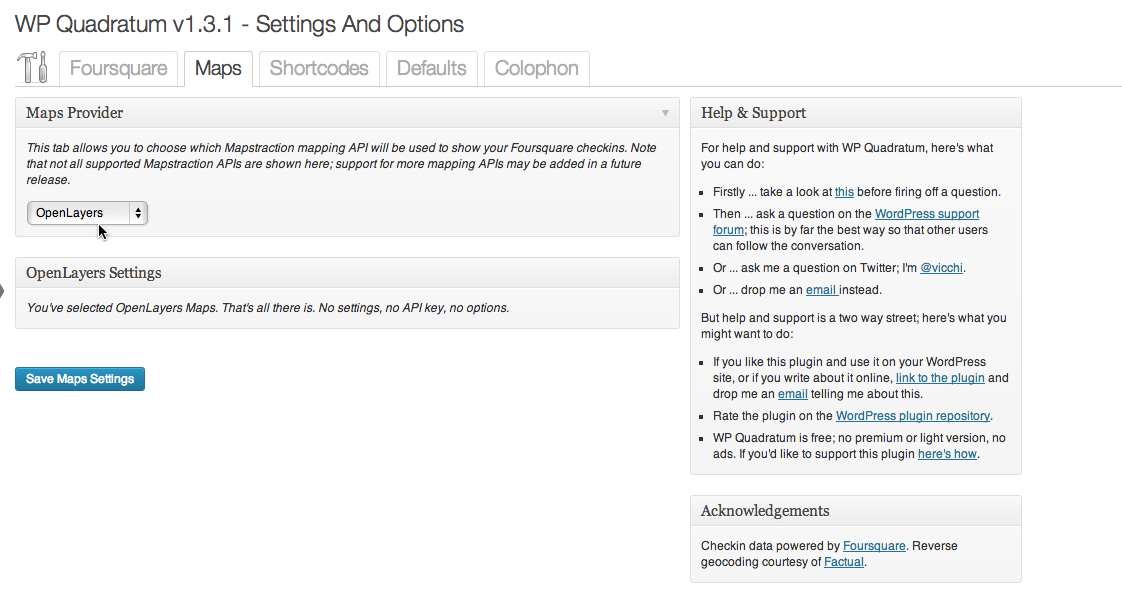 WP Quadratum v1.3.1 - Settings And Options
Foursquare
Maps
Shortcodes
Defaults
Colophon
Maps Provider
This tab allows you to choose which Mapstraction mapping API will be used to show your Foursquare checkins. Note
that not all supported Mapstraction APIs are shown here; support for more mapping APIs may be added in a future
release.
OpenLayers
OpenLayers Settings
You've selected OpenLayers Maps. That's all there is. No settings, no API key, no options.
Save Maps Settings
Help & Support
For help and support with WP Quadratum, here's what
you can do:
Firstly ... take a look at this before firing off a question.
Then ... ask a question on the WordPress support
forum; this is by far the best way so that other users
can follow the conversation.
Or ... ask me a question on Twitter; I'm @vicchi.
Or ... drop me an email instead.
But help and support is a two way street; here's what you
might want to do:
If you like this plugin and use it on your WordPress
site, or if you write about it online, link to the plugin and
drop me an email telling me about this.
Rate the plugin on the WordPress plugin repository.
WP Quadratum is free; no premium or light version, no
ads. If you'd like to support this plugin here's how.
Acknowledgements
Checkin data powered by Foursquare. Reverse
geocoding courtesy of Factual.